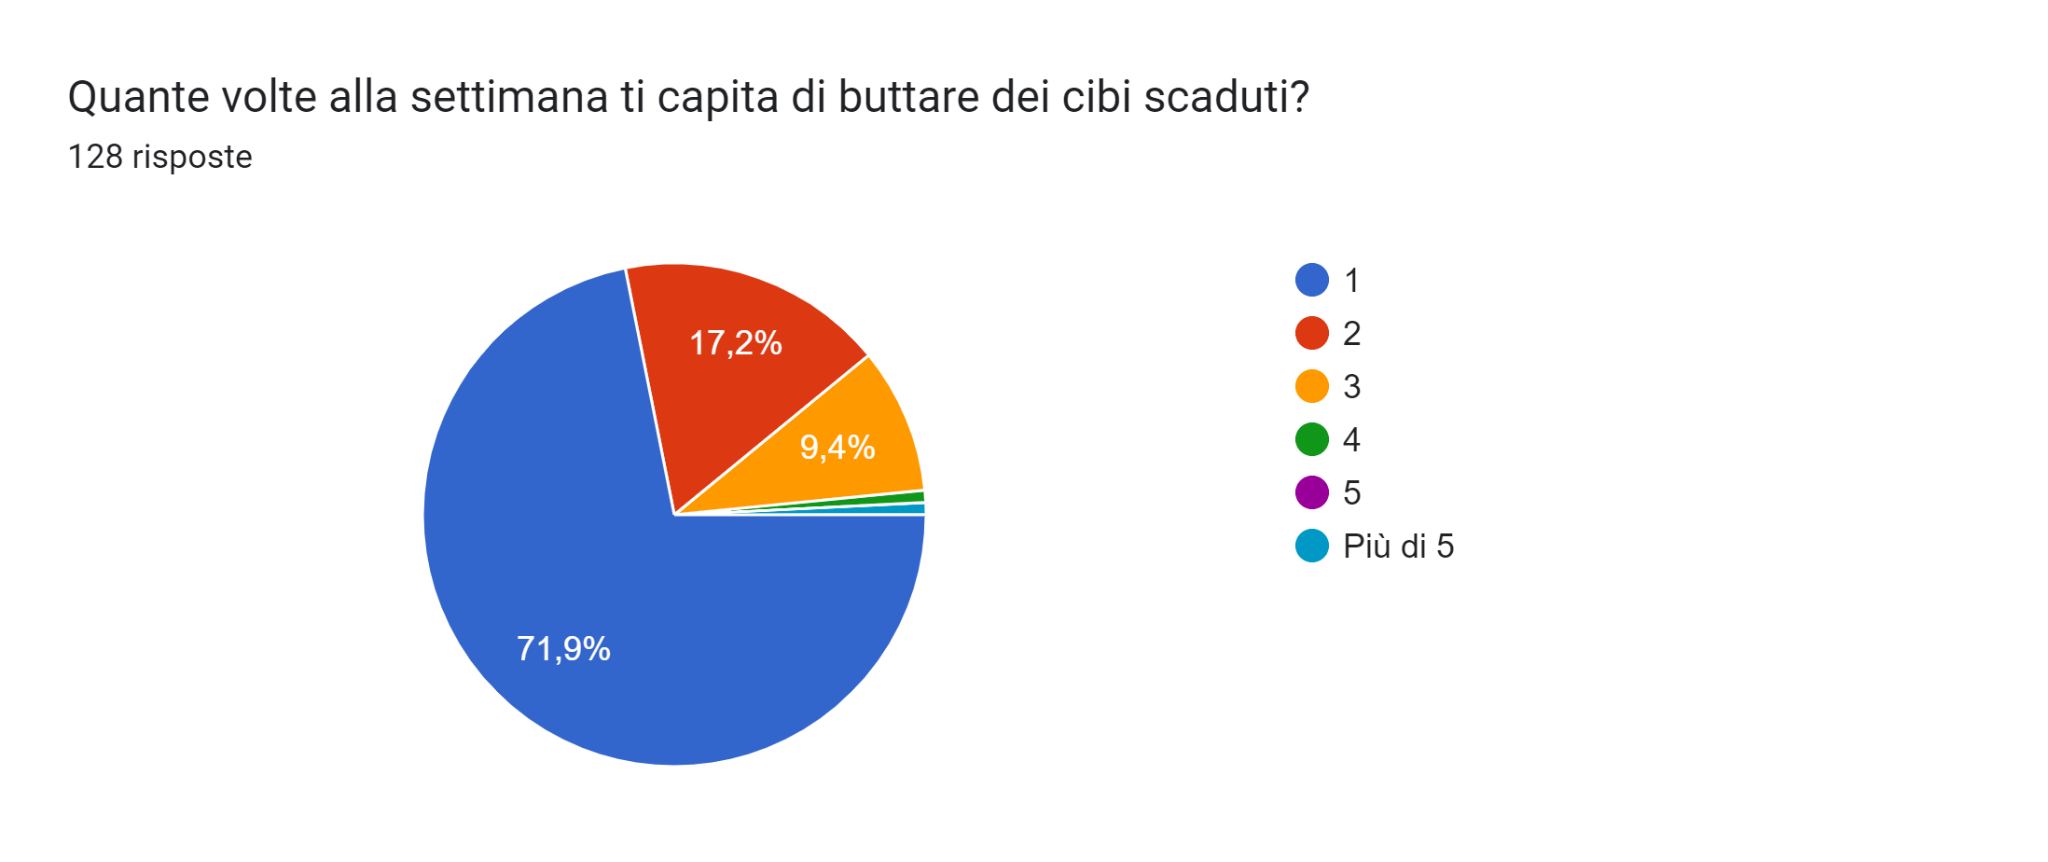 Quante volte alla settimana ti capita di buttare dei cibi scaduti?
128 risposte
17,2%
9,4%
71,9%
1
2
3
4
5
Più di 5